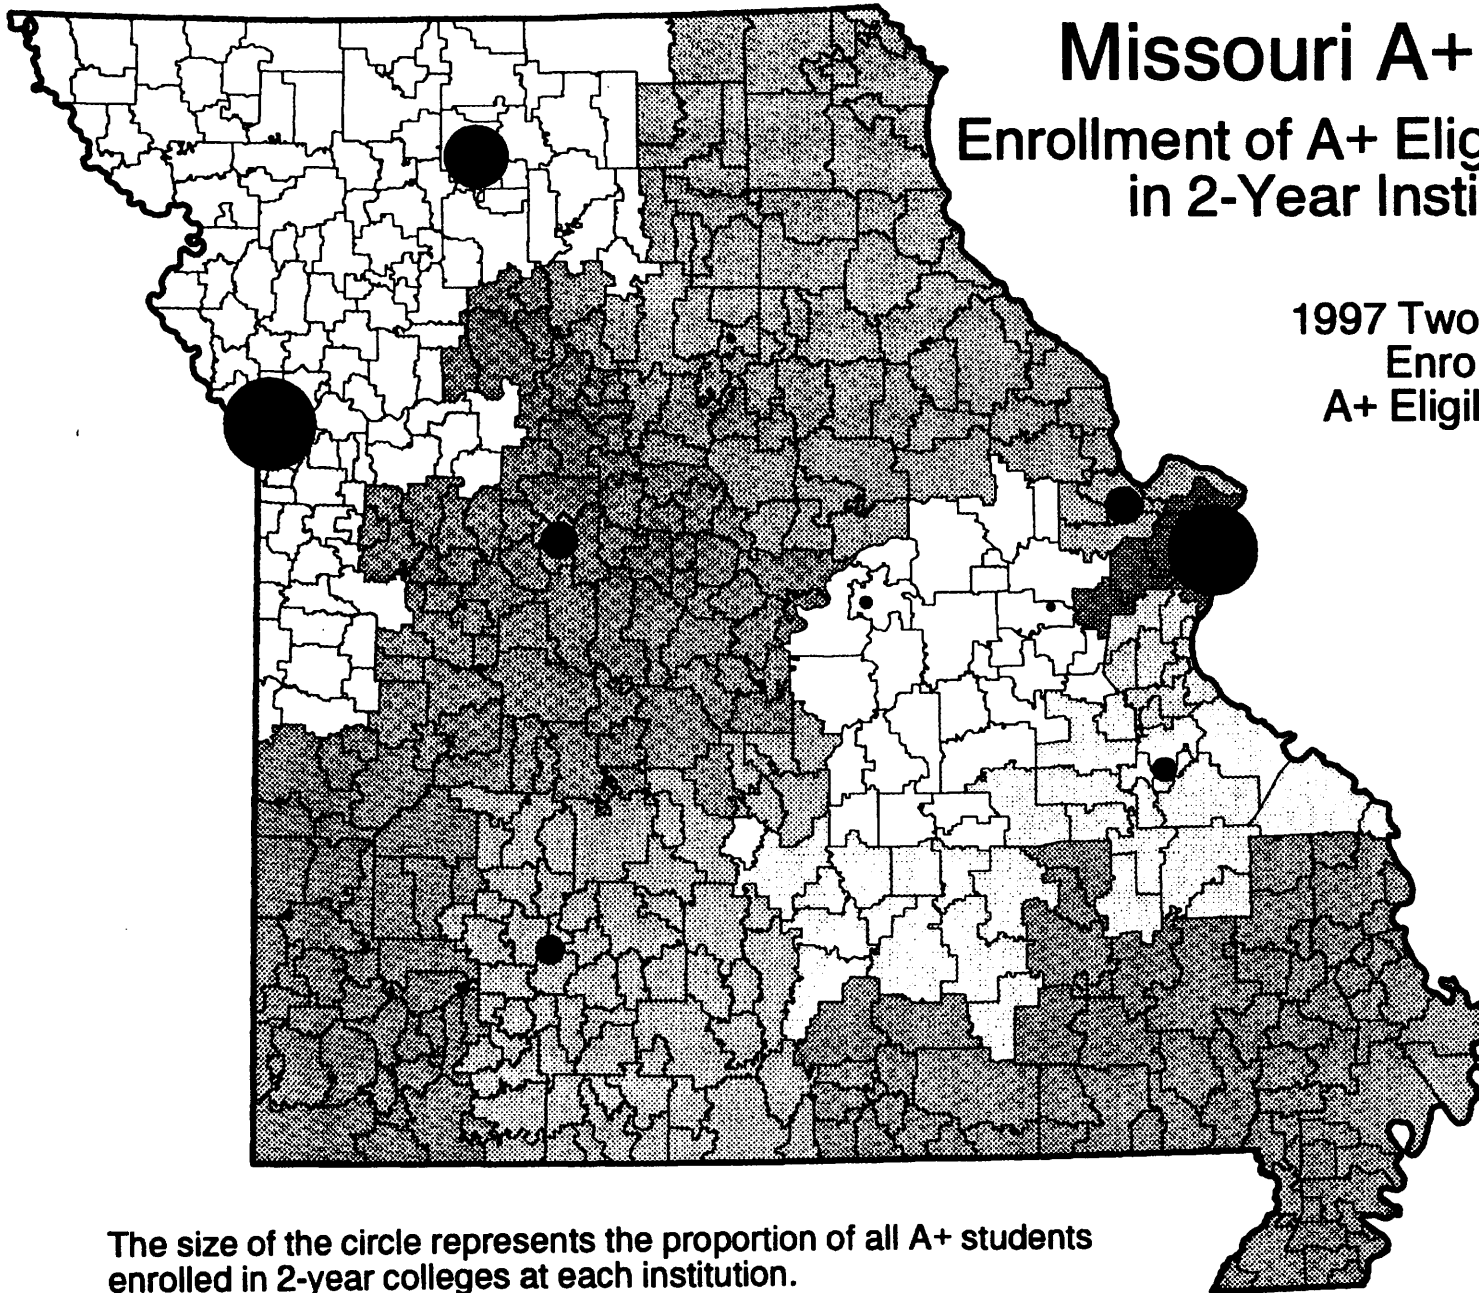 Missouri A+
Enrollment of A+ Elig
in 2-Year Insti
1997 Two
Enro
A+ Eligil
The size of the circle represents the proportion of all A+ students
enrolled in 2-year colleges at each institution.